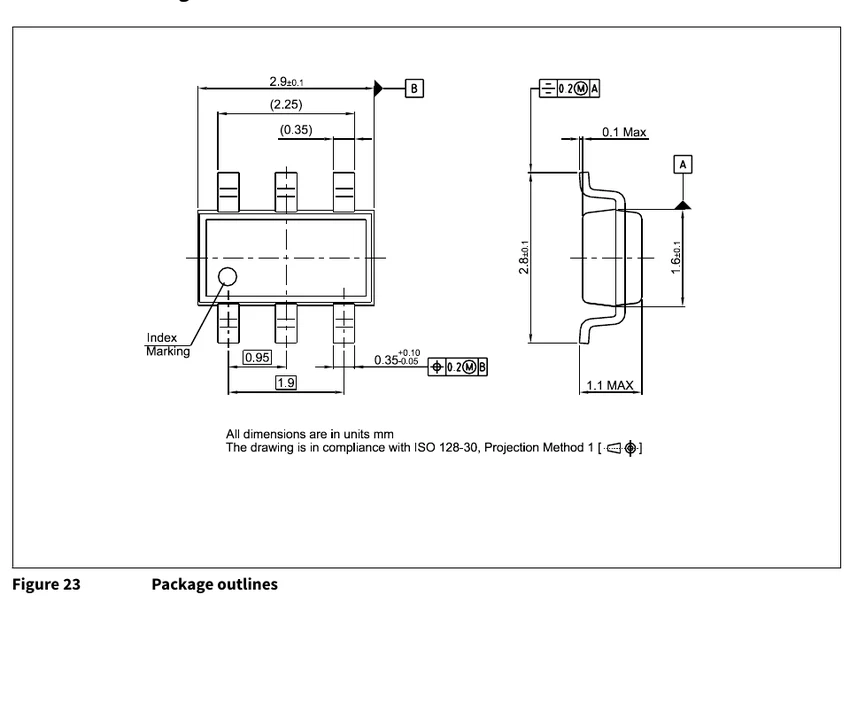 2.9±0.1
B
(2.25)
(0.35)
0.2 Ⓜ A
0.1 Max
A
2.8±0.1
1.6±0.1
Index
Marking
0.95
0.35+0.10-0.05
0.2 Ⓜ B
1.9
1.1 MAX
All dimensions are in units mm
The drawing is in compliance with ISO 128-30, Projection Method 1 [ ]
Figure 23 Package outlines